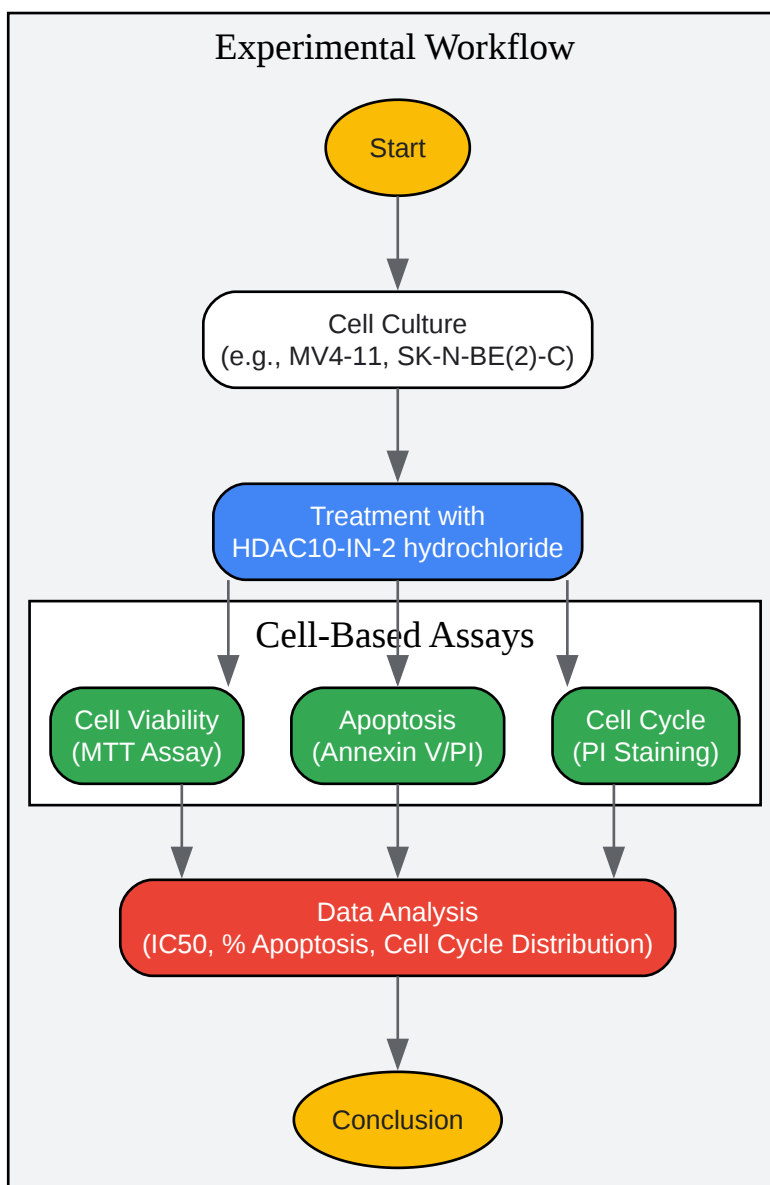 Experimental Workflow
Start
Cell Culture
(e.g., MV4-11, SK-N-BE(2)-C)
Treatment with
HDAC10-IN-2 hydrochloride
Cell-Based Assays
Cell Viability
(MTT Assay)
Apoptosis
(Annexin V/PI)
Cell Cycle
(PI Staining)
Data Analysis
(IC50, % Apoptosis, Cell Cycle Distribution)
Conclusion